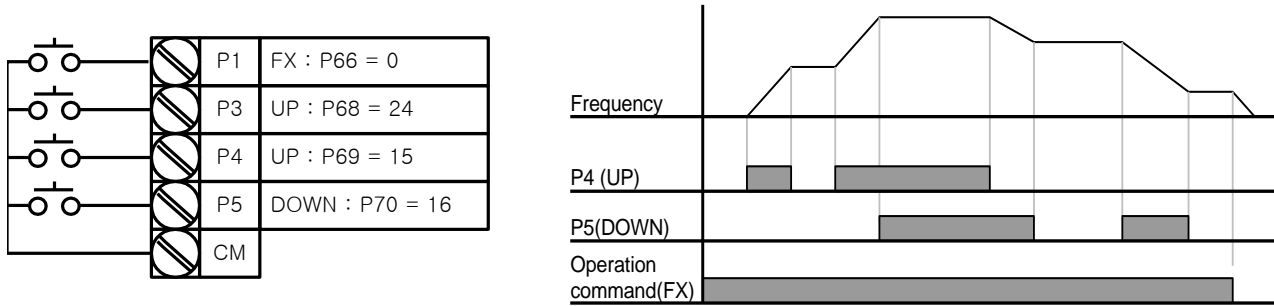 P1 FX : P66 = 0
P3 UP : P68 = 24
P4 UP : P69 = 15
P5 DOWN : P70 = 16
CM
Frequency
P4 (UP)
P5(DOWN)
Operation
command(FX)